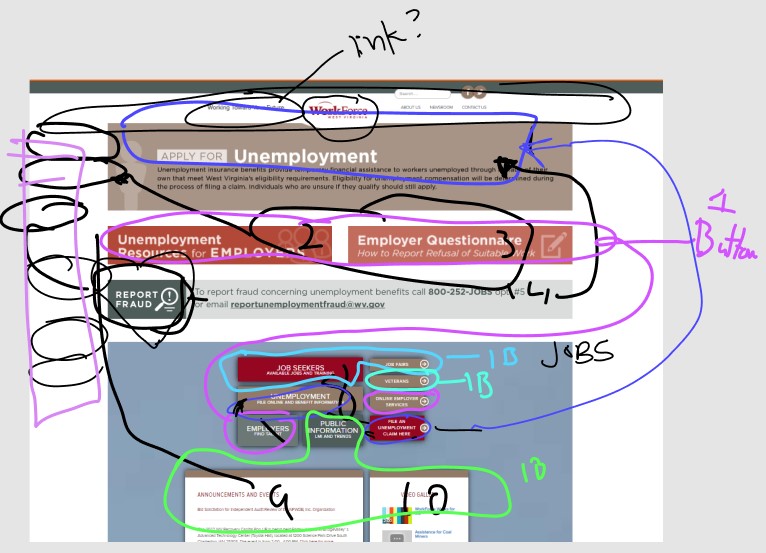 ink?
Search...
Working Toward Your Future
WorkForce
WEST VIRGINIA
ABOUT US NEWSROOM CONTACT US
APPLY FOR Unemployment
Unemployment insurance benefits provide temporary financial assistance to workers unemployed through their
own that meet West Virginia's eligibility requirements. Eligibility for unemployment compensation will be determined during
the process of filing a claim. Individuals who are unsure if they qualify should still apply.
Unemployment
Resources for EMPLOYERS
2
Employer Questionnaire
How to Report Refusal of Suitable Work
3
1
Button
REPORT
FRAUD
To report fraud concerning unemployment benefits call 800-252-JOBS opt. #5
or email reportunemploymentfraud@wv.gov
14
JOBS
JOB SEEKERS
AVAILABLE JOBS AND TRAINING
JOB FAIRS
1B
VETERANS
1B
UNEMPLOYMENT
FILE ONLINE AND BENEFIT INFORMATION
ONLINE EMPLOYER
SERVICES
EMPLOYERS
FIND TALENT
PUBLIC
INFORMATION
LMI AND TRENDS
FILE AN
UNEMPLOYMENT
CLAIM HERE
1B
ANNOUNCEMENTS AND EVENTS
9
VIDEO GALLERY
10
Assistance for Coal
Miners